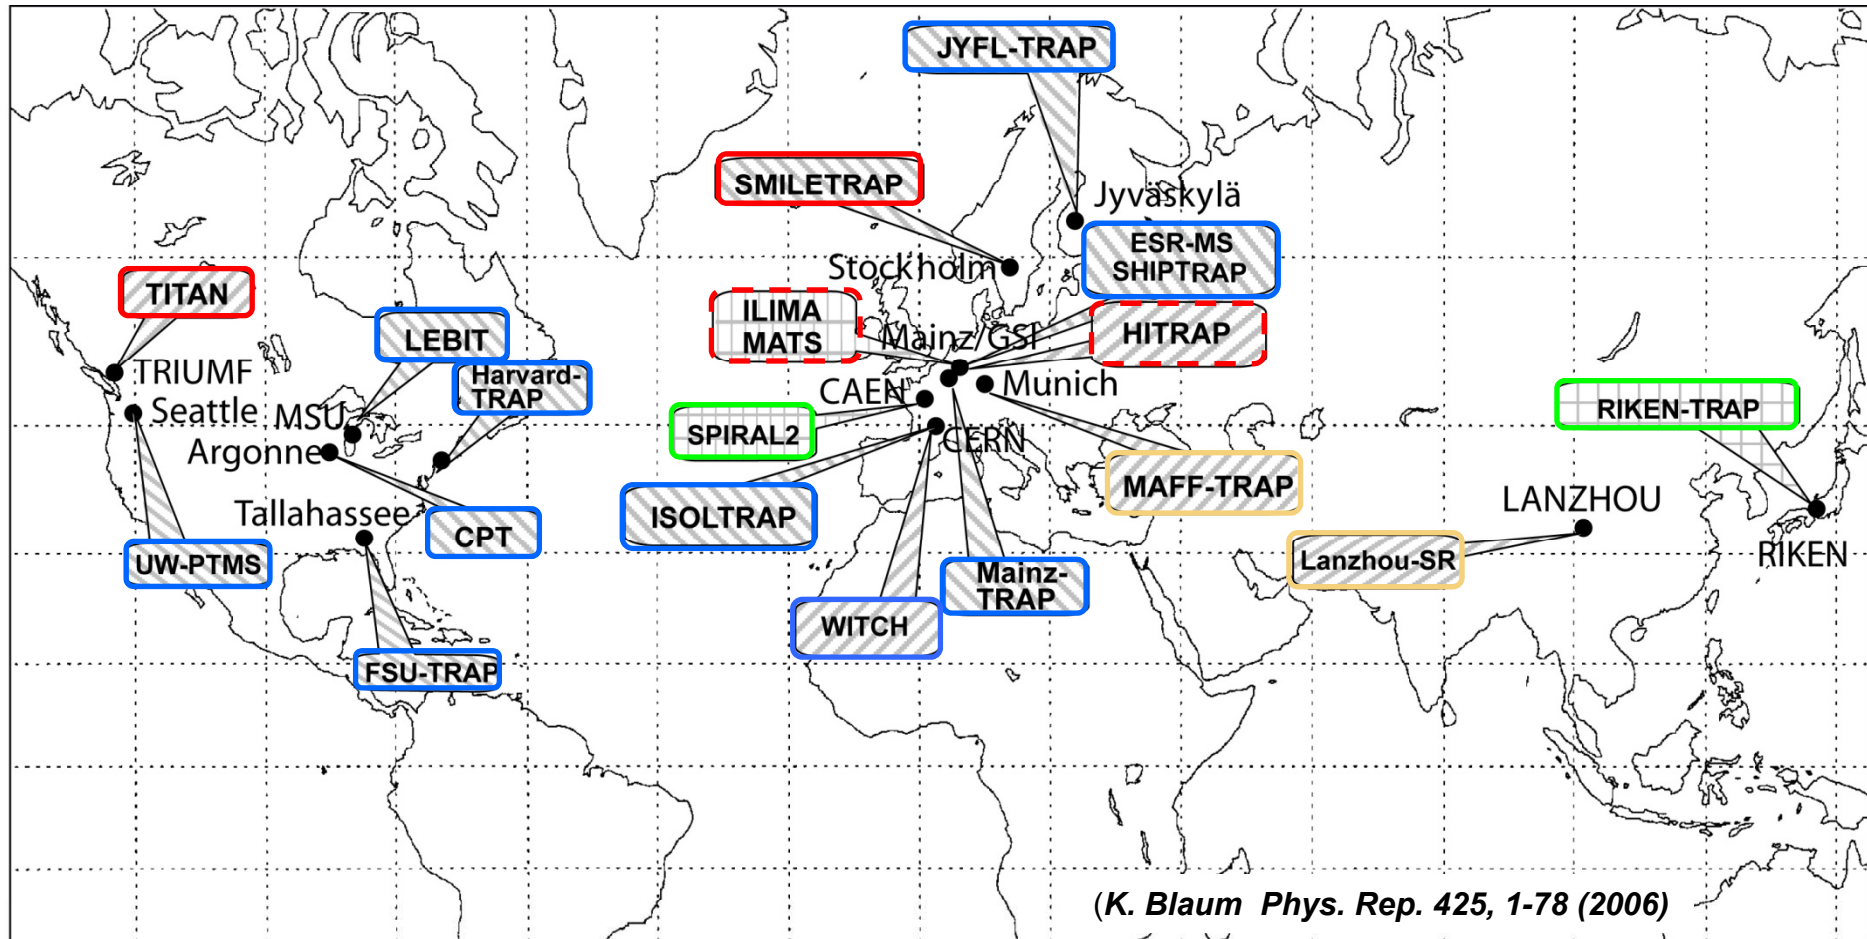 JYFL-TRAP
SMILETRAP
Jyväskylä
ESR-MS
SHIPTRAP
Stockholm
TITAN
ILIMA
MATS
LEBIT
Mainz/GSI
HITRAP
TRIUMF
Harvard-
TRAP
CAEN
Munich
Seattle
MSU
RIKEN-TRAP
SPIRAL2
CERN
Argonne
MAFF-TRAP
LANZHOU
Tallahassee
ISOLTRAP
CPT
UW-PTMS
RIKEN
Lanzhou-SR
Mainz-
TRAP
WITCH
FSU-TRAP
(K. Blaum Phys. Rep. 425, 1-78 (2006)